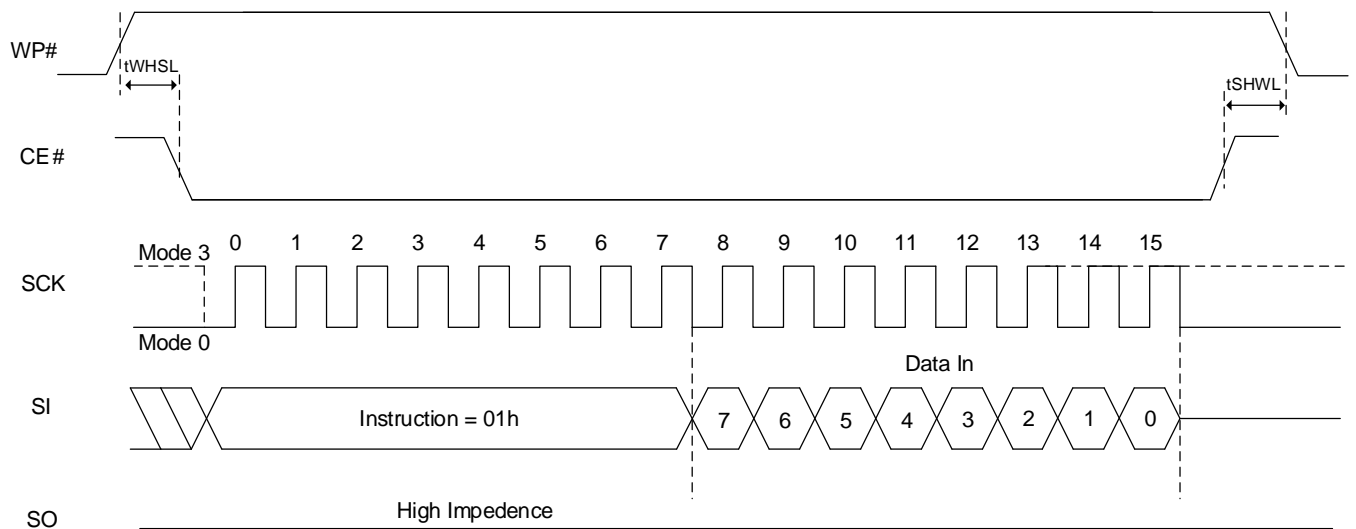 WP#
tWHSL
tSHWL
CE#
Mode 3
0 1 2 3 4 5 6 7 8 9 10 11 12 13 14 15
SCK
Mode 0
Data In
SI
Instruction = 01h
7 6 5 4 3 2 1 0
SO
High Impedence